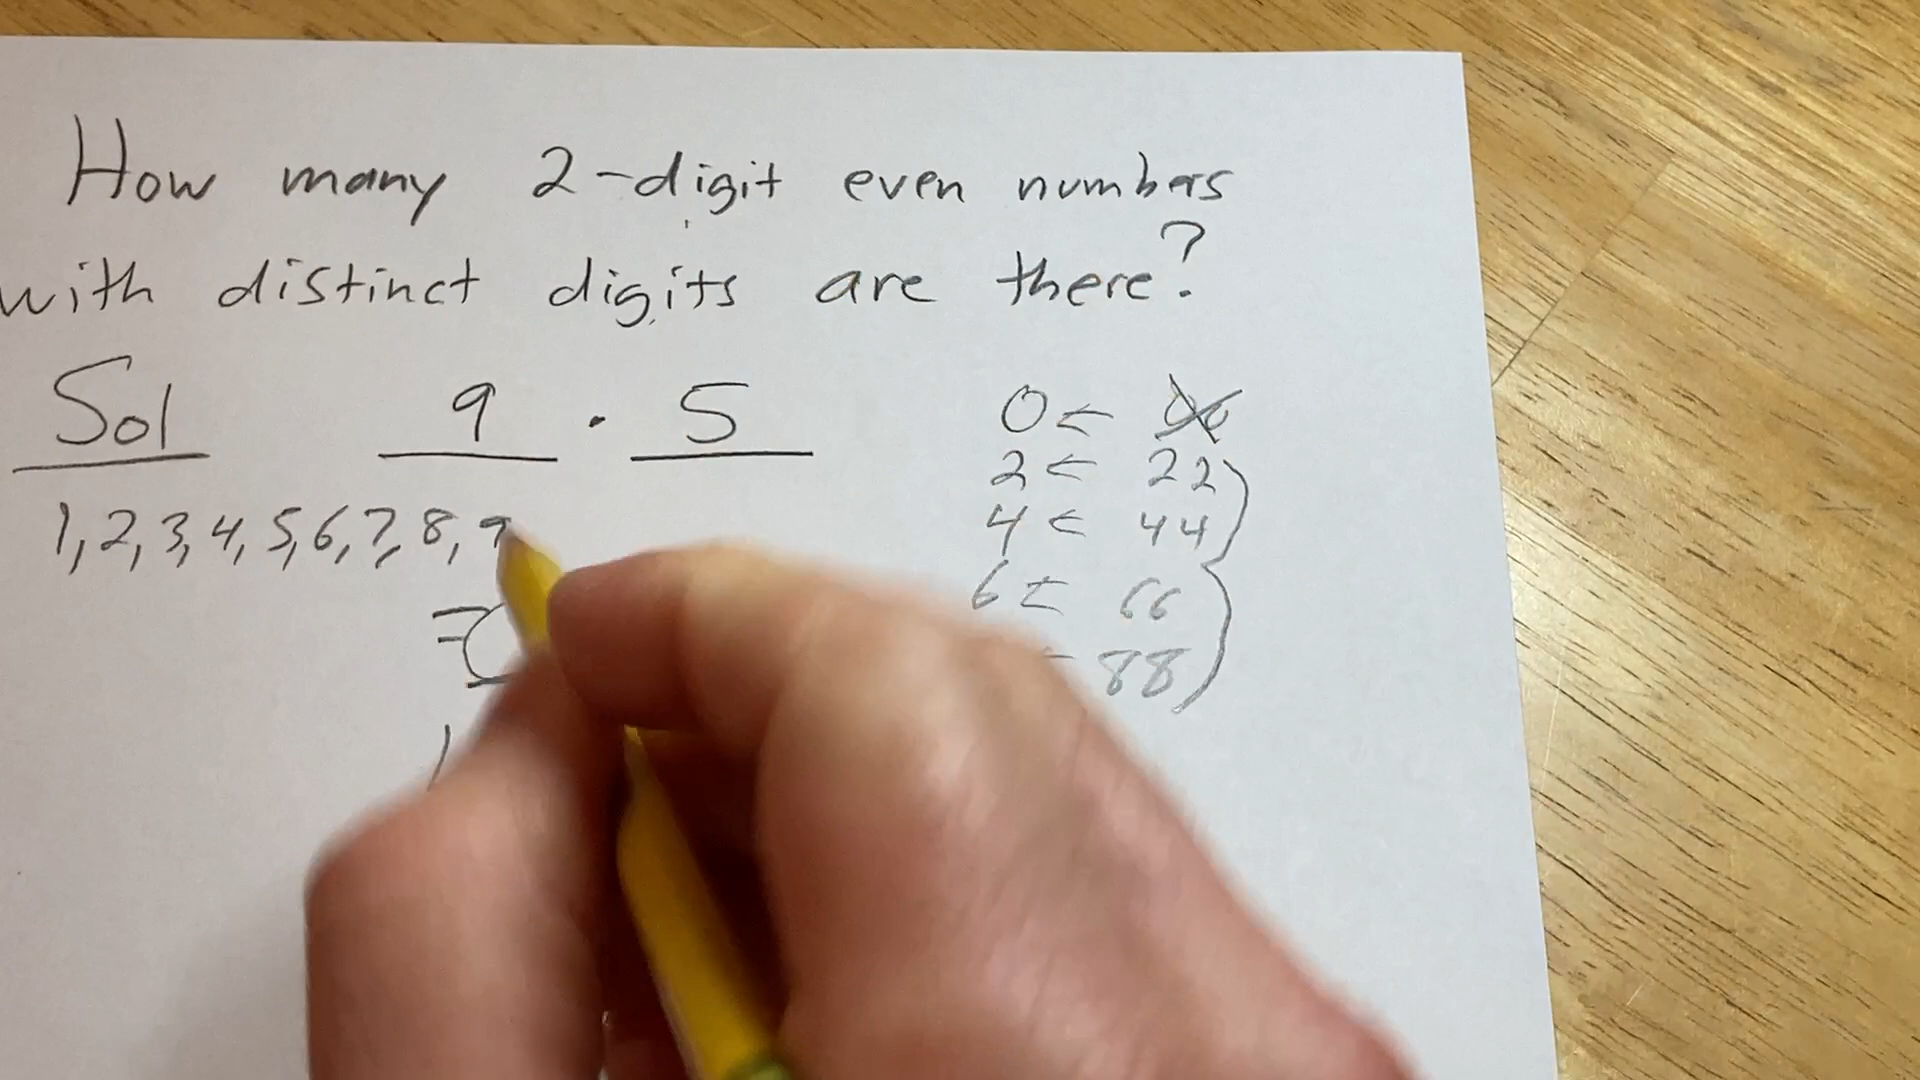 How many 2-digit even numbers
with distinct digits are there?
Sol 9 · 5
1, 2, 3, 4, 5, 6, 7, 8, 9
=
0 ← 00
2 ← 22
4 ← 44
6 ← 66
← 88